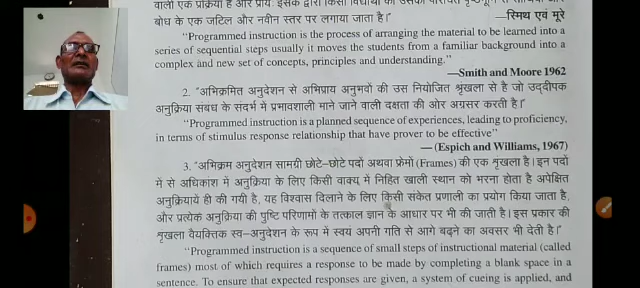 वाली एक प्रक्रिया है और प्रायः इसके द्वारा किसी विद्यार्थी को उसकी परिचित पृष्ठभूमि से
बोध के एक जटिल और नवीन स्तर पर लगाया जाता है।" —स्मिथ एवं मूरे
"Programmed instruction is the process of arranging the material to be learned into a
series of sequential steps usually it moves the students from a familiar background into a
complex and new set of concepts, principles and understanding."
—Smith and Moore 1962
2. "अभिक्रमित अनुदेशन से अभिप्राय अनुभवों की उस नियोजित श्रृंखला से है जो उद्दीपक
अनुक्रिया संबंध के संदर्भ में प्रभावशाली माने जाने वाली दक्षता की ओर अग्रसर करती है।"
"Programmed instruction is a planned sequence of experiences, leading to proficiency,
in terms of stimulus response relationship that have prover to be effective"
— (Espich and Williams, 1967)
3. "अभिक्रम अनुदेशन सामग्री छोटे-छोटे पदों अथवा फ्रेमों (Frames) की एक श्रृंखला है। इन पदों
में से अधिकांश में अनुक्रिया के लिए किसी वाक्य में निहित खाली स्थान को भरना होता है अपेक्षित
अनुक्रियाये ही की गयी है, यह विश्वास दिलाने के लिए किसी संकेत प्रणाली का प्रयोग किया जाता है,
और प्रत्येक अनुक्रिया की पुष्टि परिणामों के तत्काल ज्ञान के आधार पर भी की जाती है। इस प्रकार की
श्रृंखला वैयक्तिक स्व-अनुदेशन के रूप में स्वय अपनी गति से आगे बढ़ने का अवसर भी देती है।"
"Programmed instruction is a sequence of small steps of instructional material (called
frames) most of which requires a response to be made by completing a blank space in a
sentence. To ensure that expected responses are given, a system of cueing is applied, and